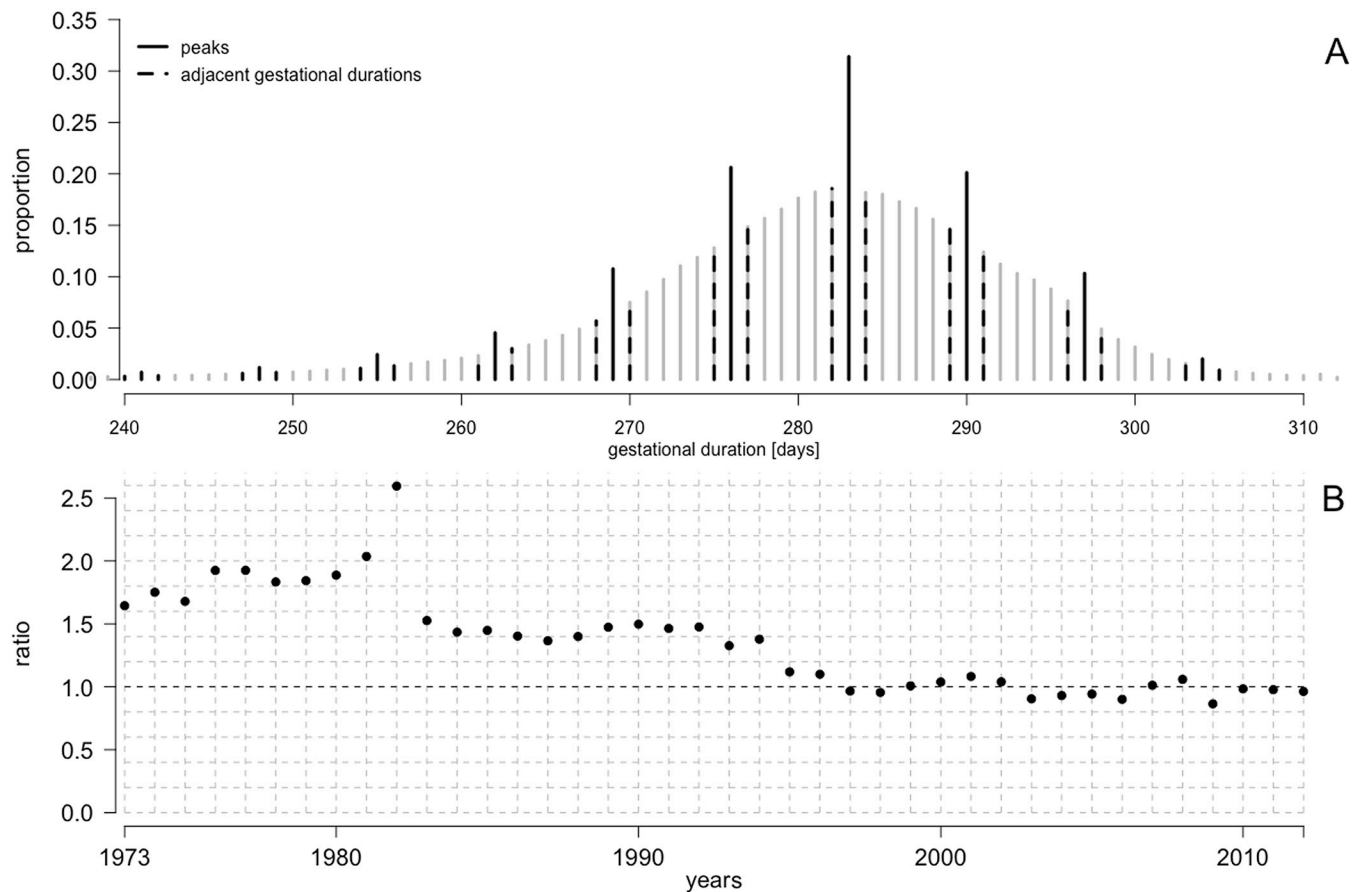 A
0.35
0.30
0.25
0.20
0.15
0.10
0.05
0.00
proportion
peaks
adjacent gestational durations
240 250 260 270 280 290 300 310
gestational duration [days]
B
2.5
2.0
1.5
1.0
0.5
0.0
ratio
1973 1980 1990 2000 2010
years